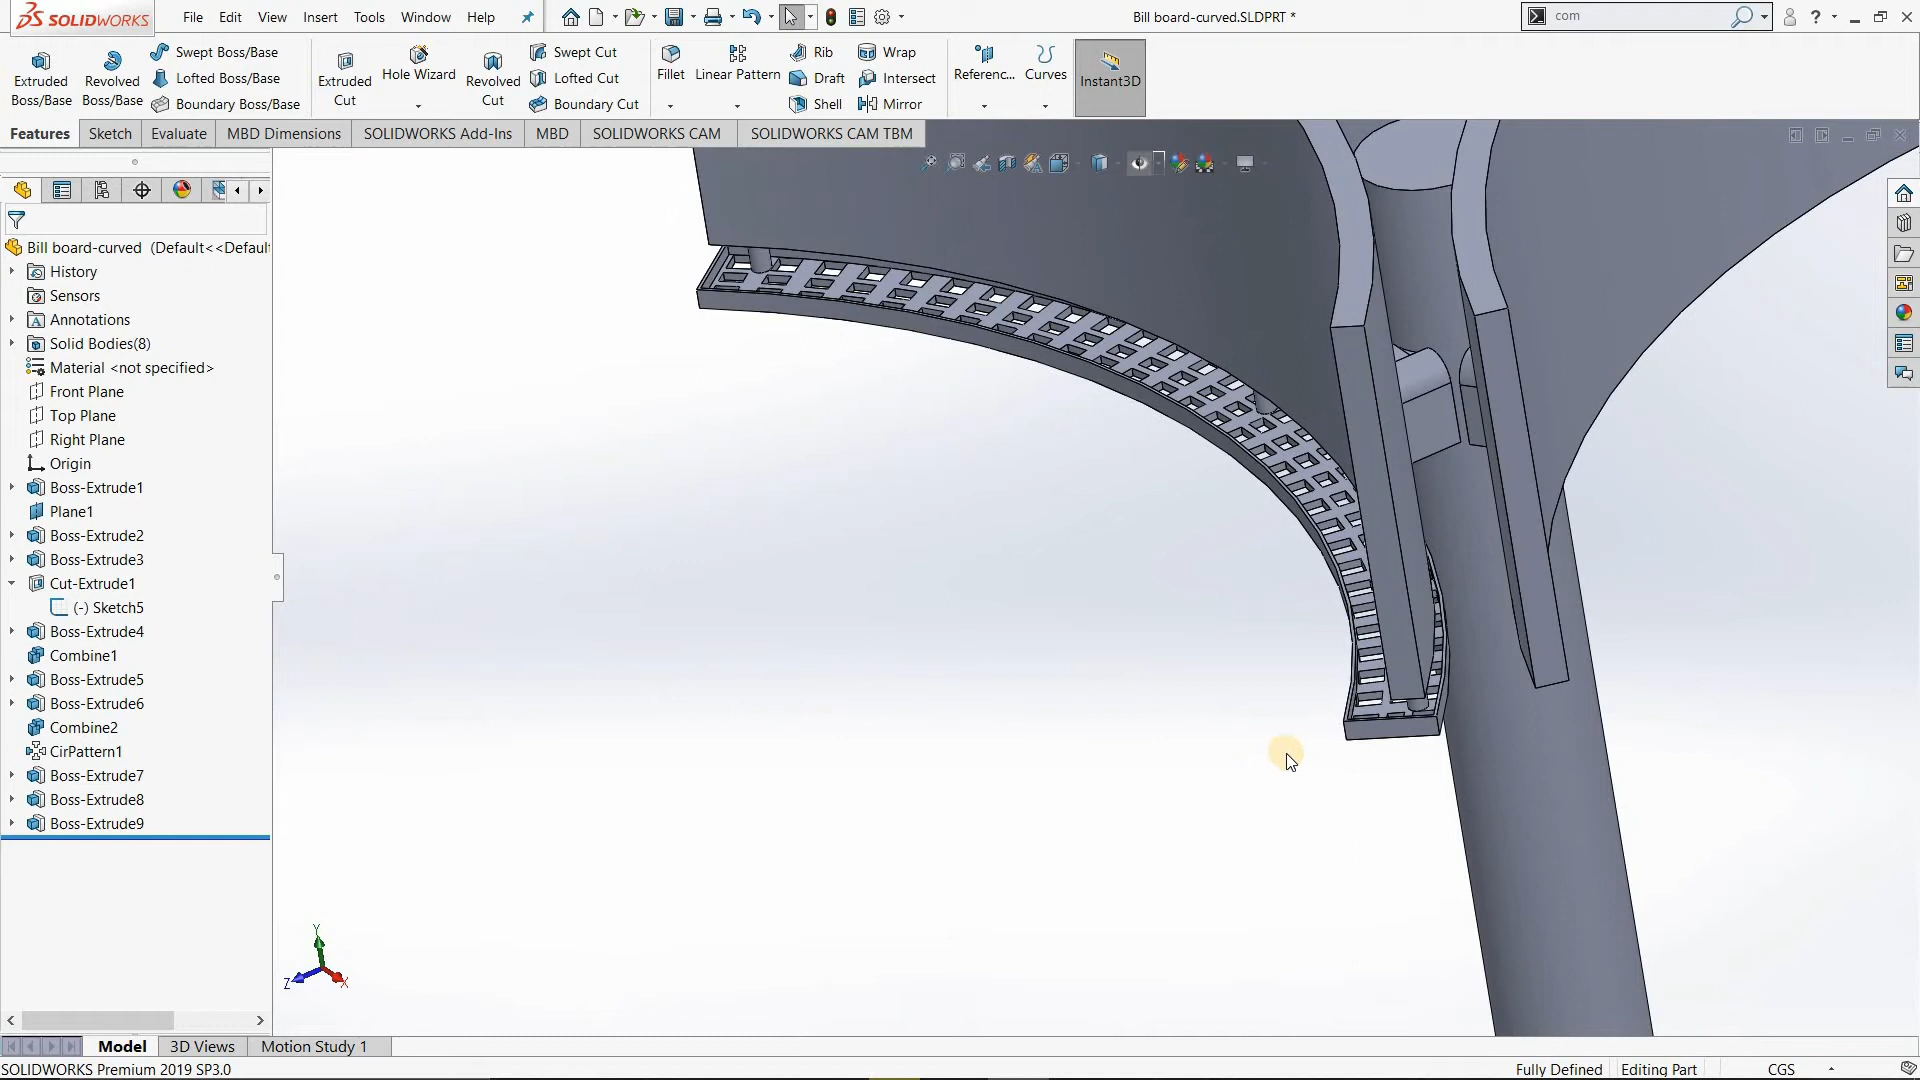 SOLIDWORKS File Edit View Insert Tools Window Help Bill board-curved.SLDPRT * com ?
Extruded Boss/Base
Revolved Boss/Base
Swept Boss/Base
Lofted Boss/Base
Boundary Boss/Base
Extruded Cut
Hole Wizard
Revolved Cut
Swept Cut
Lofted Cut
Boundary Cut
Fillet
Linear Pattern
Rib
Draft
Shell
Wrap
Intersect
Mirror
Referenc...
Curves
Instant3D
Features Sketch Evaluate MBD Dimensions SOLIDWORKS Add-Ins MBD SOLIDWORKS CAM SOLIDWORKS CAM TBM
Bill board-curved (Default<<Default
History
Sensors
Annotations
Solid Bodies(8)
Material <not specified>
Front Plane
Top Plane
Right Plane
Origin
Boss-Extrude1
Plane1
Boss-Extrude2
Boss-Extrude3
Cut-Extrude1
(-) Sketch5
Boss-Extrude4
Combine1
Boss-Extrude5
Boss-Extrude6
Combine2
CirPattern1
Boss-Extrude7
Boss-Extrude8
Boss-Extrude9
Y
Z X
Model 3D Views Motion Study 1
SOLIDWORKS Premium 2019 SP3.0 Fully Defined Editing Part CGS